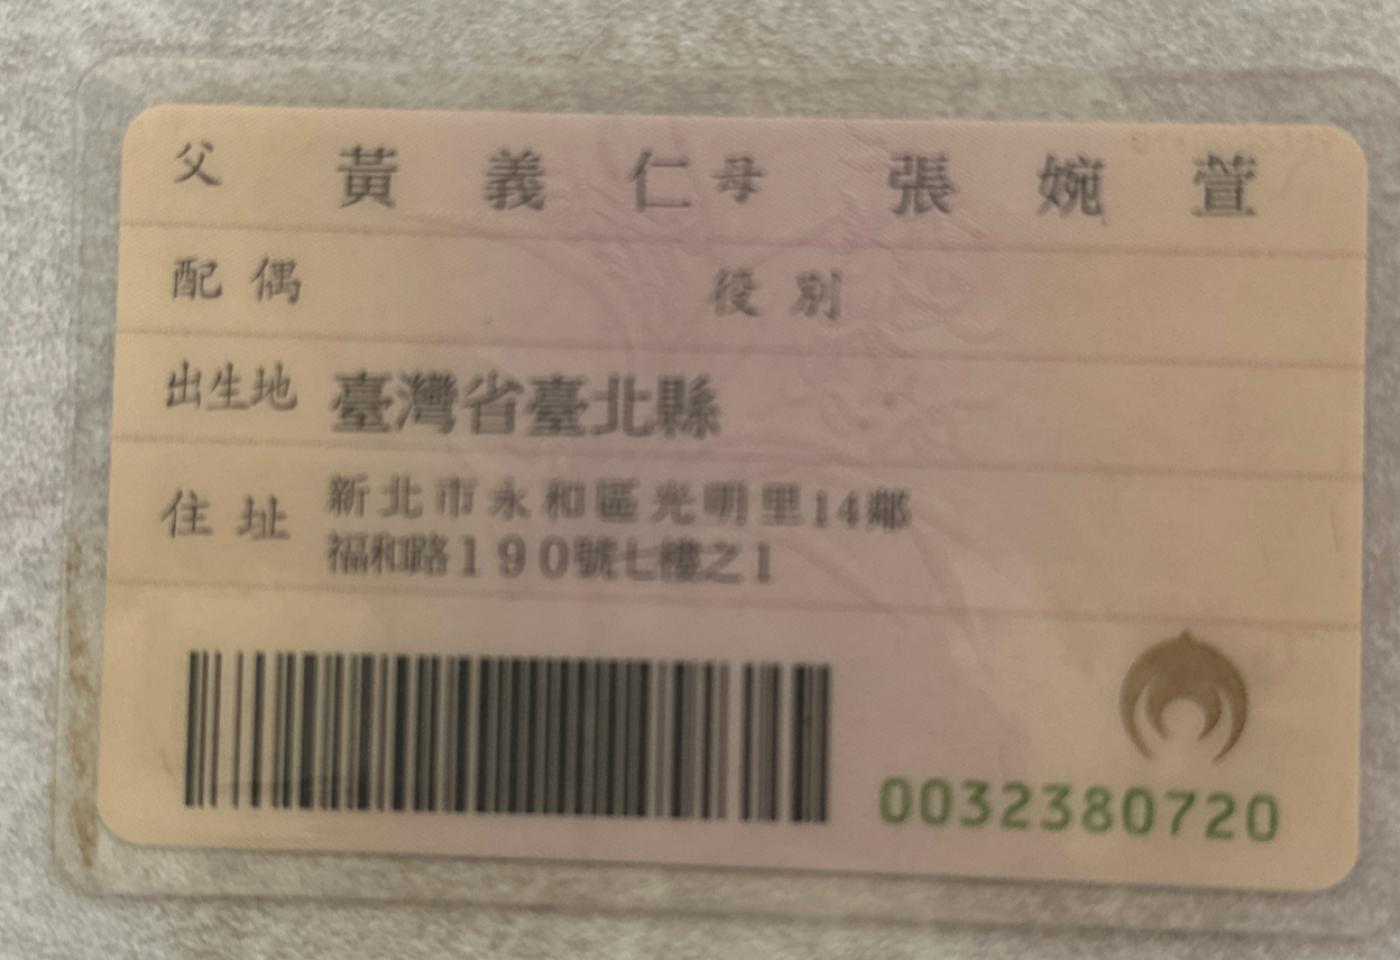 父 黃義仁 母 張婉萱
配偶 役別
出生地 臺灣省臺北縣
住址 新北市永和區光明里14鄰
福和路190號七樓之1
0032380720